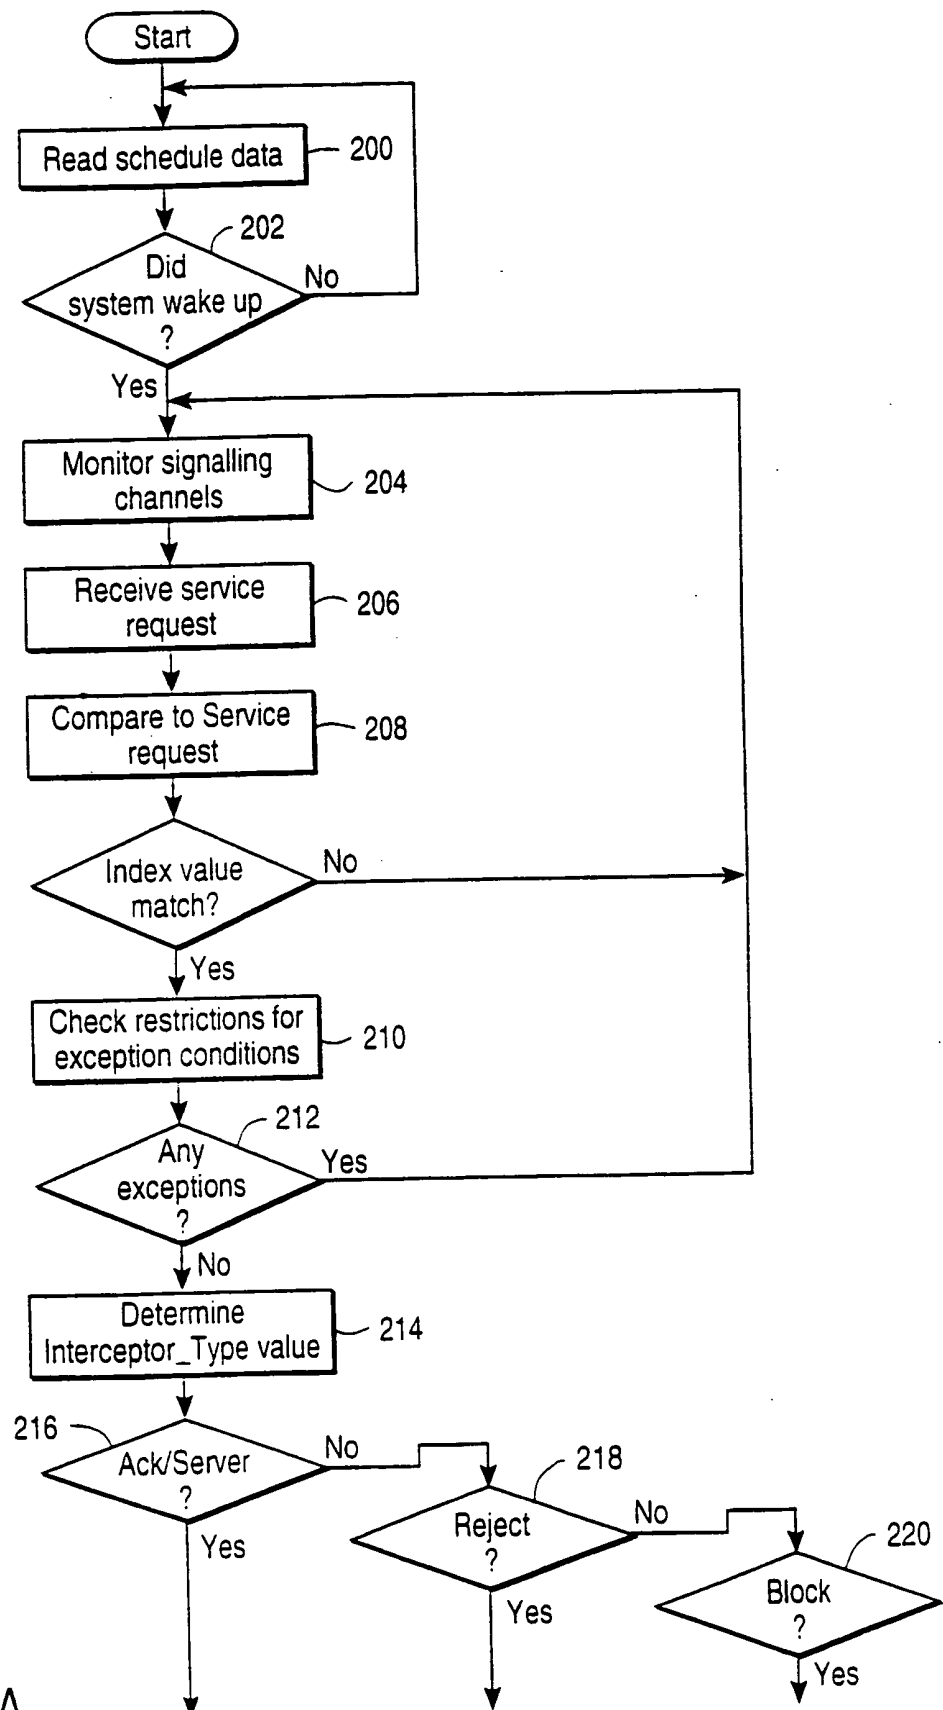 Start
Read schedule data
200
202
Did
system wake up
?
No
Yes
Monitor signalling
channels
204
Receive service
request
206
Compare to Service
request
208
Index value
match?
No
Yes
Check restrictions for
exception conditions
210
212
Any
exceptions
?
Yes
No
Determine
Interceptor_Type value
214
216
Ack/Server
?
No
Yes
218
Reject
?
No
Yes
220
Block
?
Yes
A